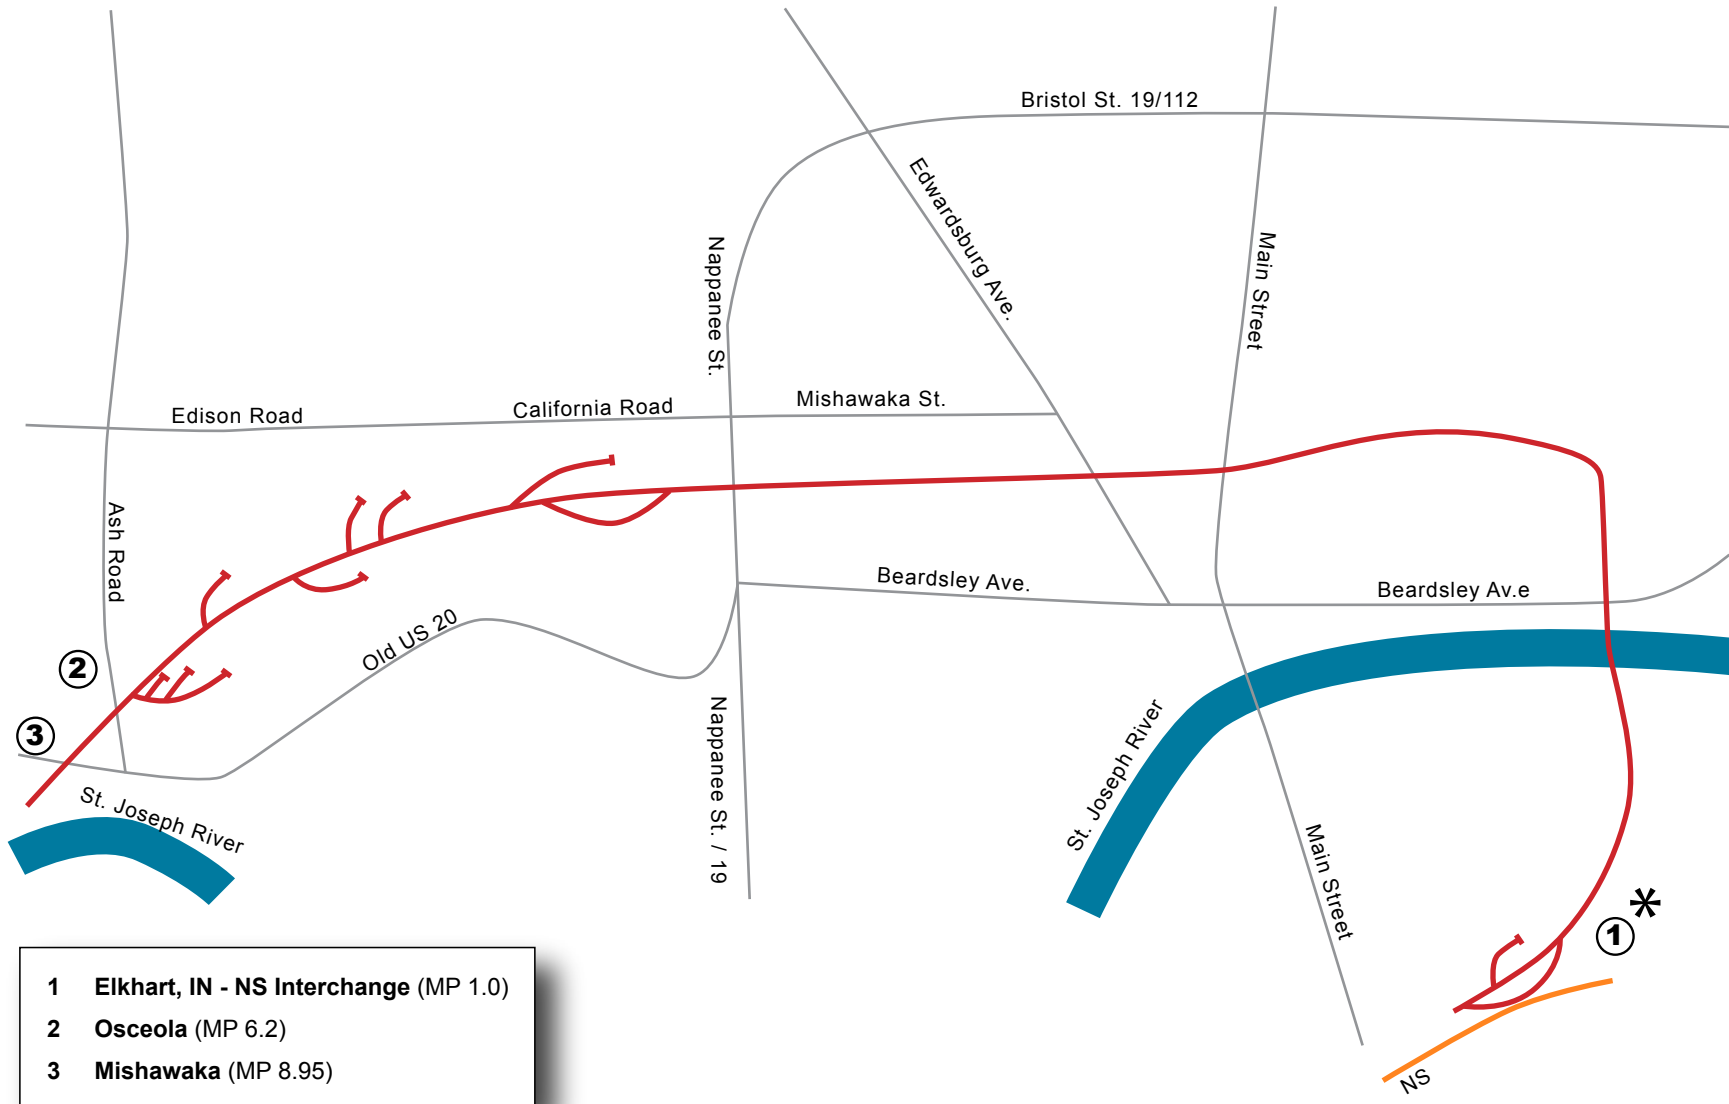 Bristol St. 19/112
Edwardsburg Ave.
Main Street
Nappanee St.
Edison Road
California Road
Mishawaka St.
Ash Road
Old US 20
Beardsley Ave.
Beardsley Av.e
2
3
St. Joseph River
Nappanee St. / 19
St. Joseph River
Main Street
1 *
NS
1 Elkhart, IN - NS Interchange (MP 1.0)
2 Osceola (MP 6.2)
3 Mishawaka (MP 8.95)